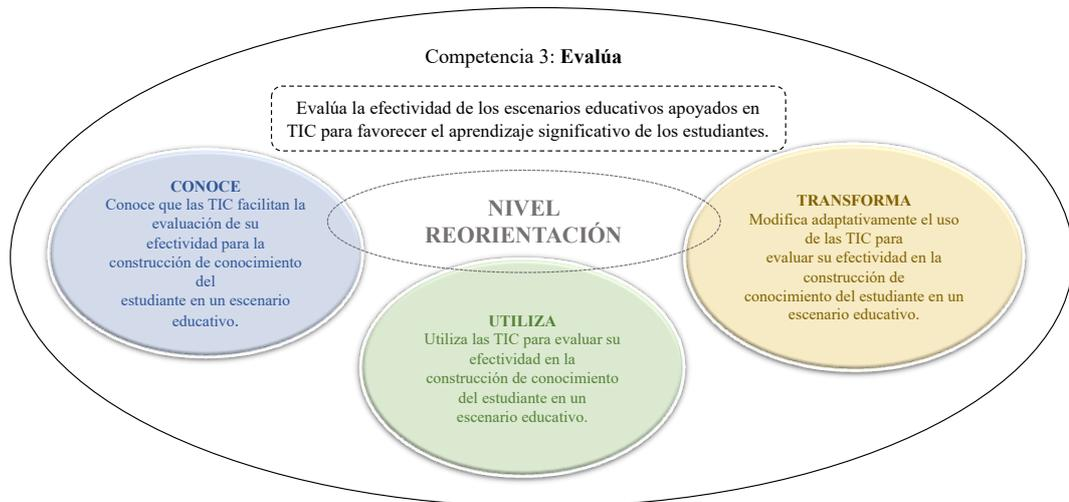 Competencia 3: Evalúa
Evalúa la efectividad de los escenarios educativos apoyados en
TIC para favorecer el aprendizaje significativo de los estudiantes.
CONOCE
Conoce que las TIC facilitan la
evaluación de su
efectividad para la
construcción de conocimiento
del
estudiante en un escenario
educativo.
NIVEL
REORIENTACIÓN
UTILIZA
Utiliza las TIC para evaluar su
efectividad en la
construcción de conocimiento
del estudiante en un
escenario educativo.
TRANSFORMA
Modifica adaptativamente el uso
de las TIC para
evaluar su efectividad en la
construcción de
conocimiento del estudiante en un
escenario educativo.